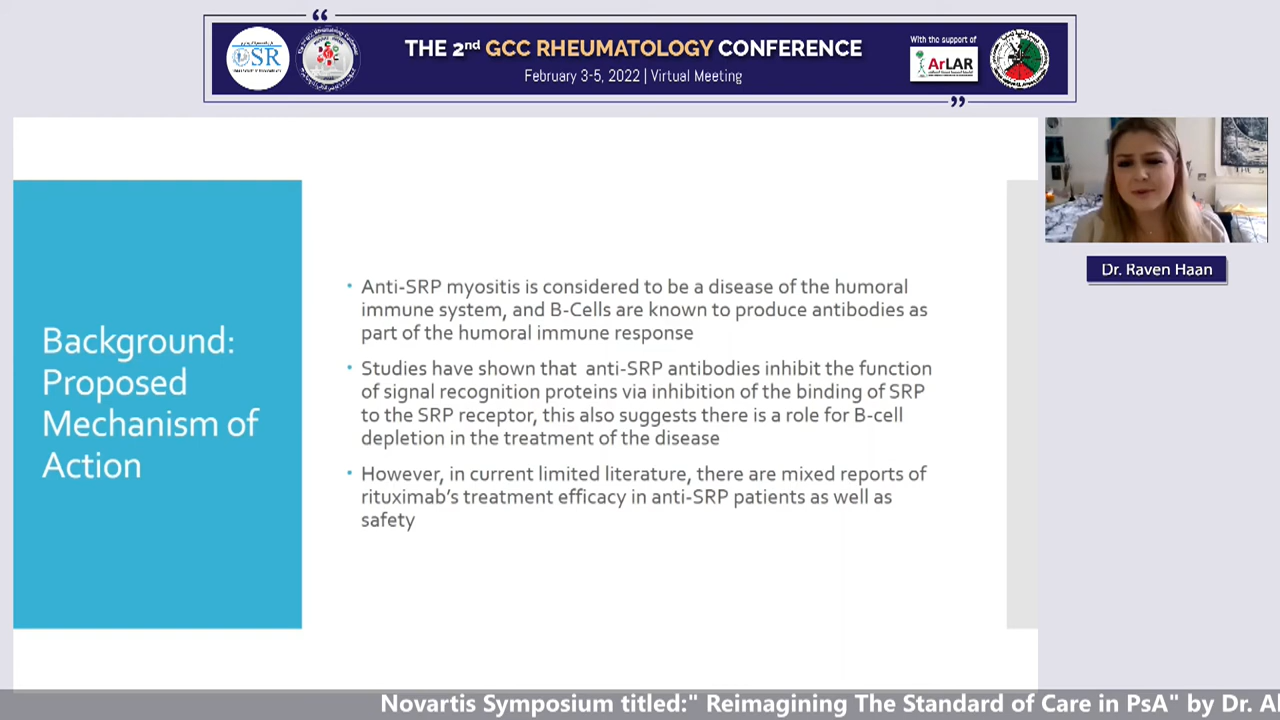 “
THE 2nd GCC RHEUMATOLOGY CONFERENCE
February 3-5, 2022 | Virtual Meeting
”
OSR
With the support of
ArLAR
Dr. Raven Haan
Background:
Proposed
Mechanism of
Action
• Anti-SRP myositis is considered to be a disease of the humoral
immune system, and B-Cells are known to produce antibodies as
part of the humoral immune response
• Studies have shown that anti-SRP antibodies inhibit the function
of signal recognition proteins via inhibition of the binding of SRP
to the SRP receptor, this also suggests there is a role for B-cell
depletion in the treatment of the disease
• However, in current limited literature, there are mixed reports of
rituximab’s treatment efficacy in anti-SRP patients as well as
safety
Novartis Symposium titled:" Reimagining The Standard of Care in PsA" by Dr. A